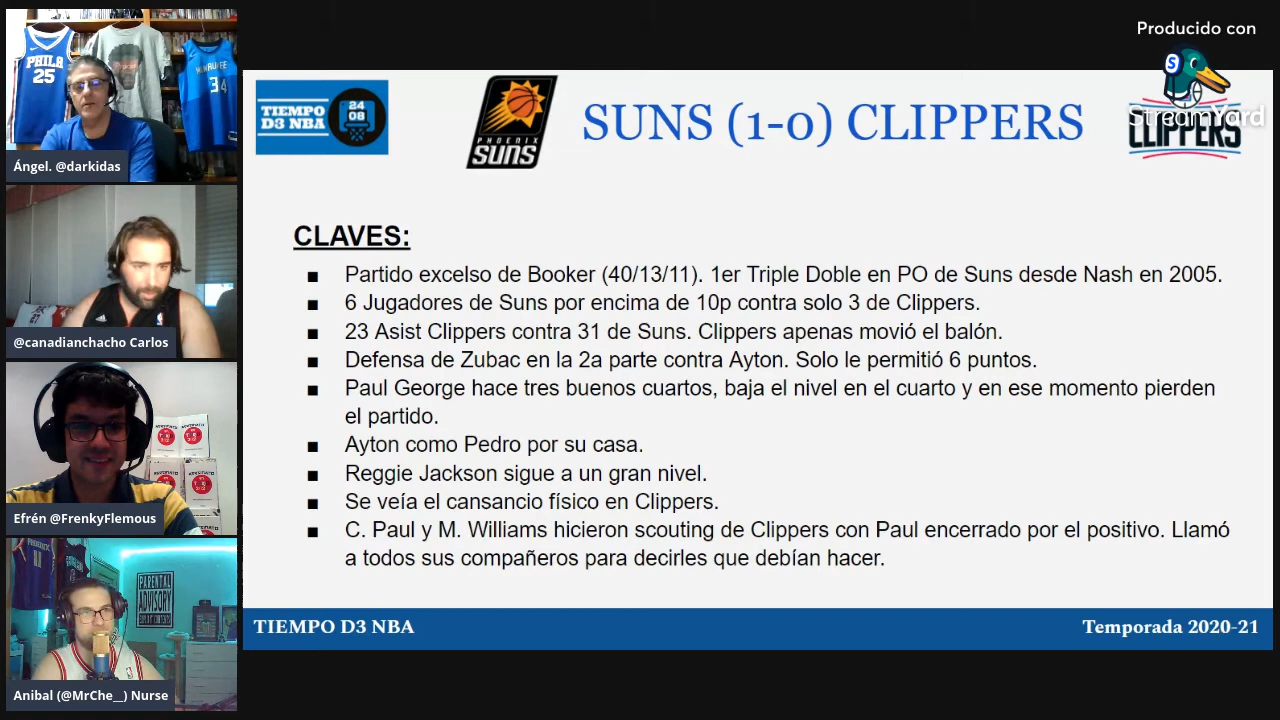 Producido con
StreamYard
PHILA
25
MILWAUKEE
34
Ángel. @darkidas
@canadianchacho Carlos
Efrén @FrenkyFlemous
PHOENIX
11
PARENTAL
ADVISORY
EXPLICIT CONTENT
Anibal (@MrChe__) Nurse
TIEMPO
D3 NBA
24
08
PHOENIX
SUNS
SUNS (1-0) CLIPPERS
CLIPPERS
CLAVES:
■ Partido excelso de Booker (40/13/11). 1er Triple Doble en PO de Suns desde Nash en 2005.
■ 6 Jugadores de Suns por encima de 10p contra solo 3 de Clippers.
■ 23 Asist Clippers contra 31 de Suns. Clippers apenas movió el balón.
■ Defensa de Zubac en la 2a parte contra Ayton. Solo le permitió 6 puntos.
■ Paul George hace tres buenos cuartos, baja el nivel en el cuarto y en ese momento pierden
el partido.
■ Ayton como Pedro por su casa.
■ Reggie Jackson sigue a un gran nivel.
■ Se veía el cansancio físico en Clippers.
■ C. Paul y M. Williams hicieron scouting de Clippers con Paul encerrado por el positivo. Llamó
a todos sus compañeros para decirles que debían hacer.
TIEMPO D3 NBA
Temporada 2020-21